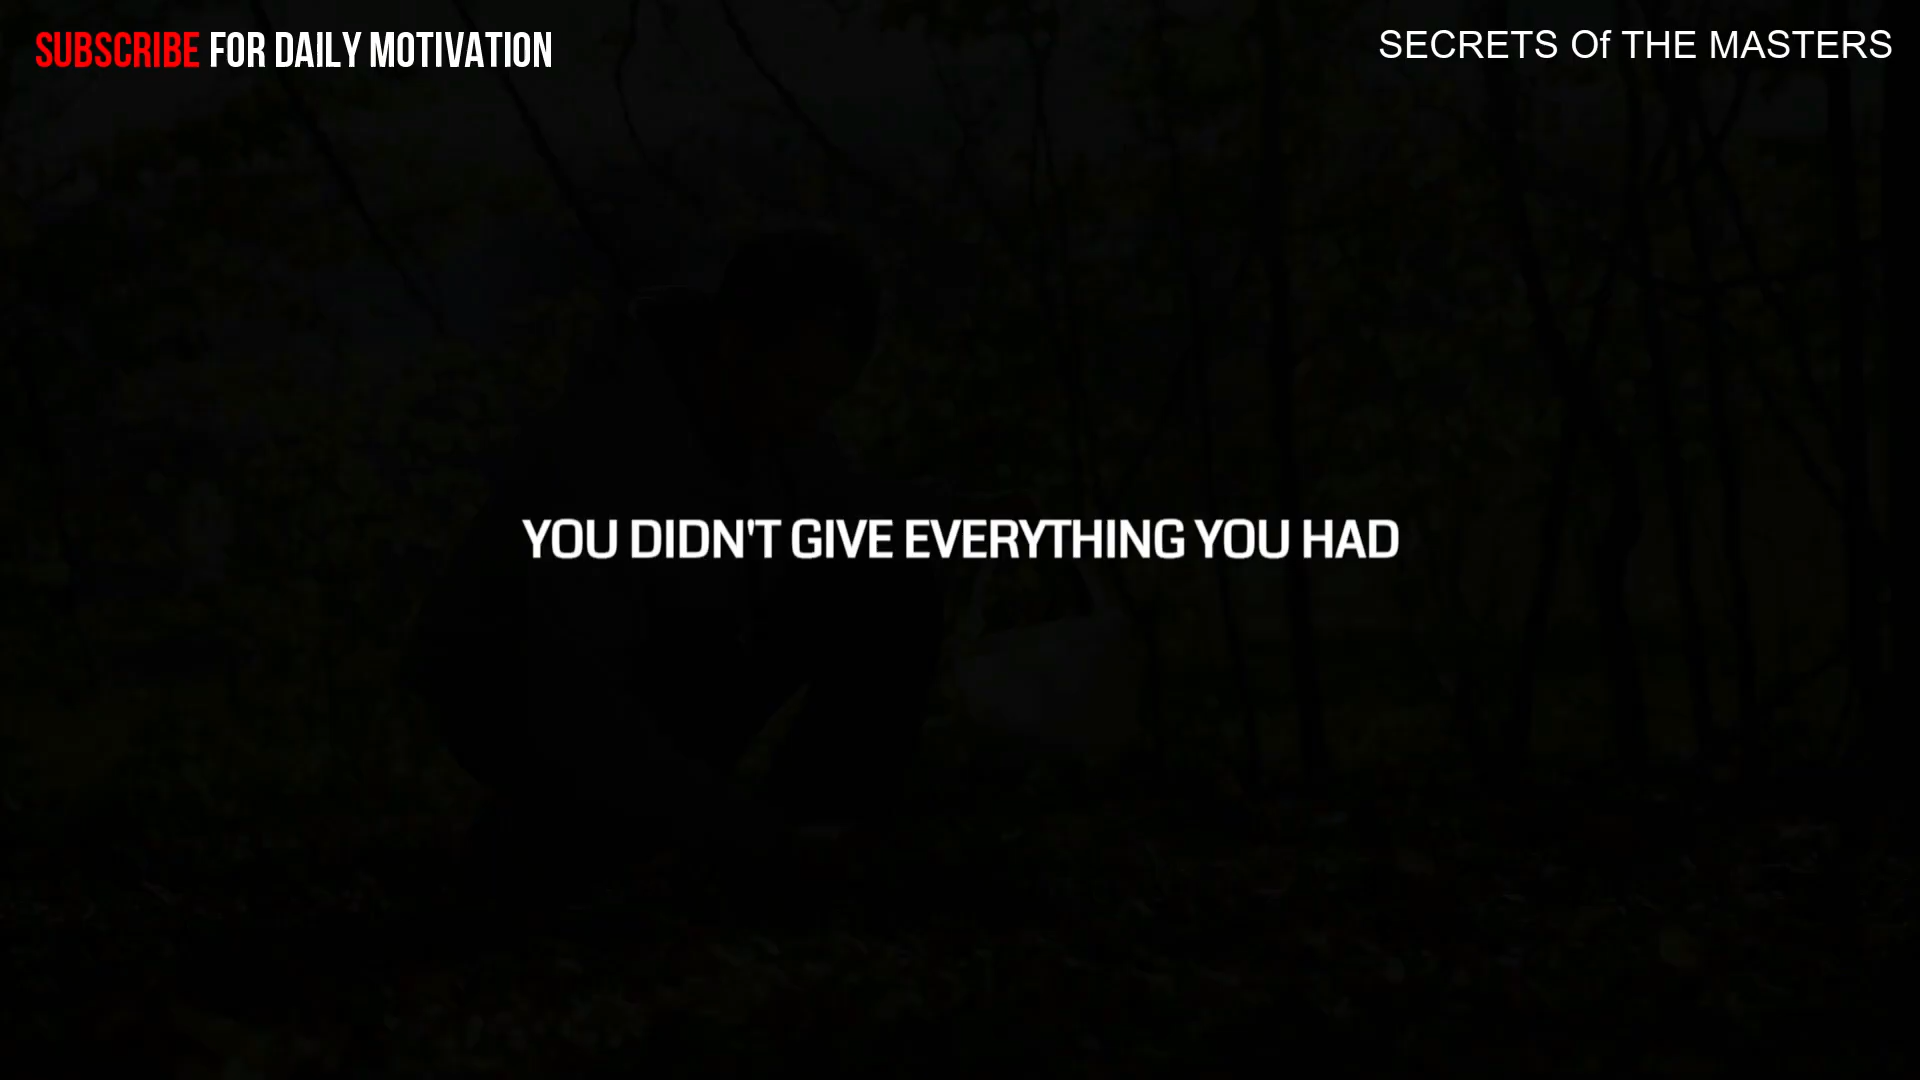 SUBSCRIBE FOR DAILY MOTIVATION
SECRETS Of THE MASTERS
YOU DIDN'T GIVE EVERYTHING YOU HAD